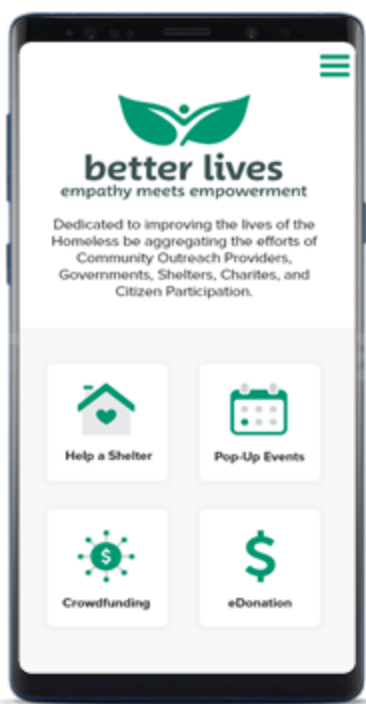 better lives
empathy meets empowerment
Dedicated to improving the lives of the
Homeless be aggregating the efforts of
Community Outreach Providers,
Governments, Shelters, Charites, and
Citizen Participation.
Help a Shelter
Pop-Up Events
$
Crowdfunding
$
eDonation